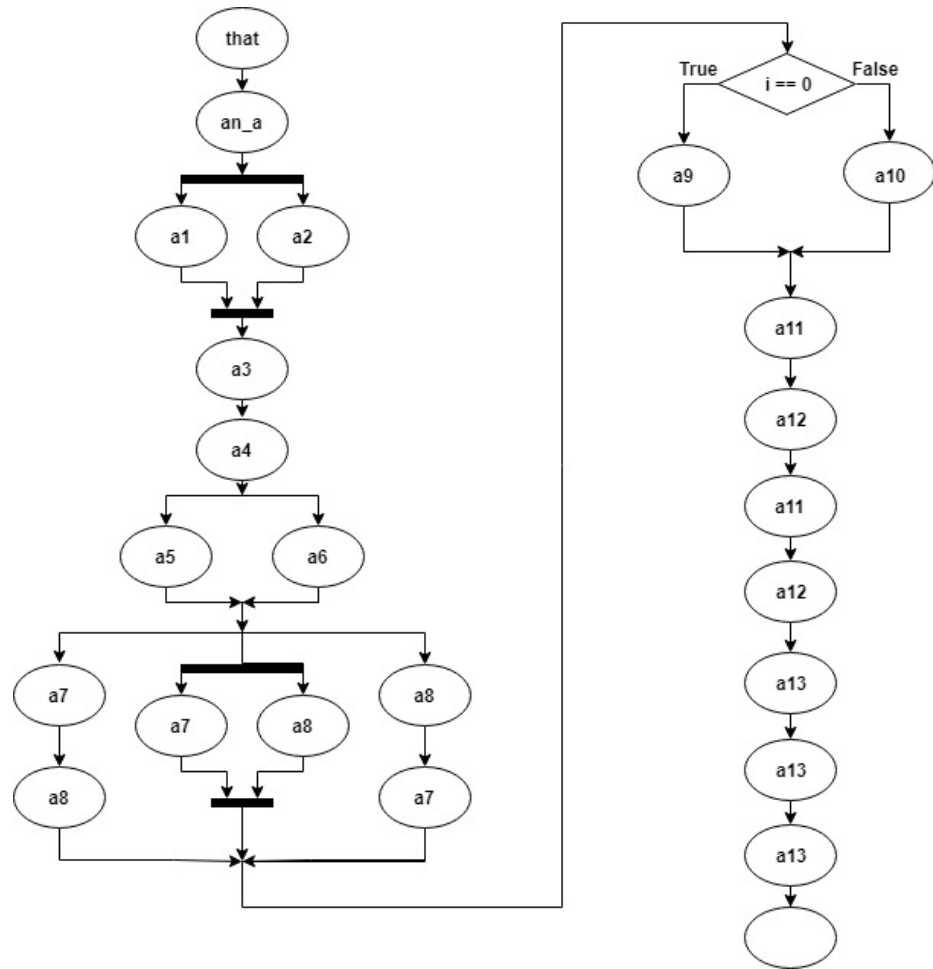 that
an_a
a1
a2
a3
a4
a5
a6
a7
a7
a8
a8
a8
a7
True
i == 0
False
a9
a10
a11
a12
a11
a12
a13
a13
a13